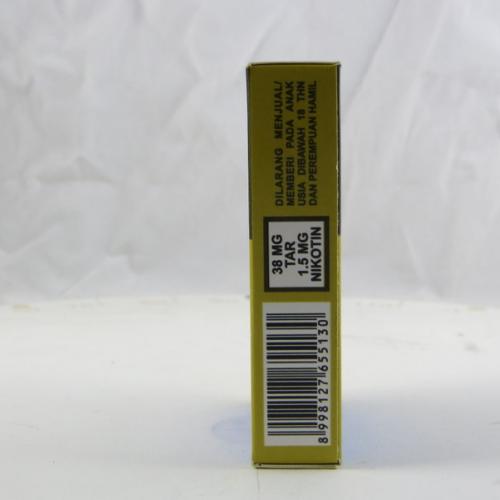 DILARANG MENJUAL/
MEMBERI PADA ANAK
USIA DIBAWAH 18 THN
DAN PEREMPUAN HAMIL
38 MG
TAR
1.5 MG
NIKOTIN
8 998127 655130